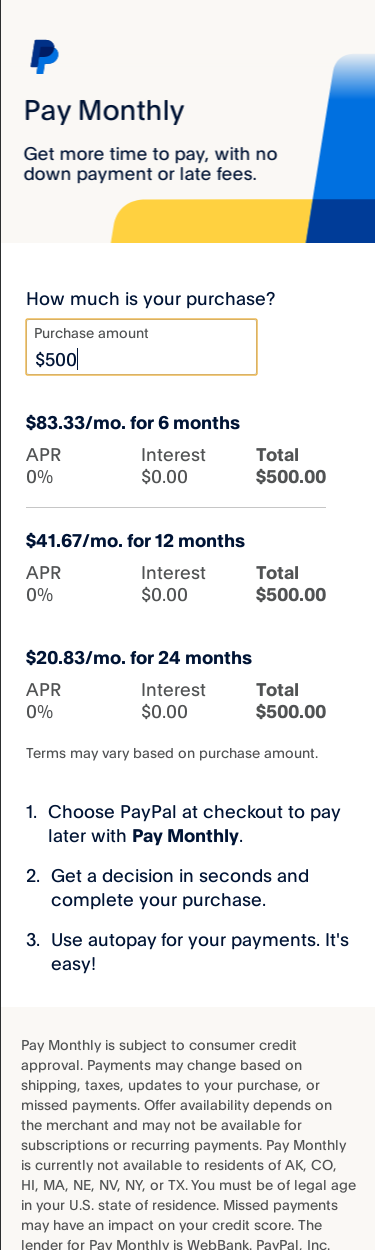 Pay Monthly
Get more time to pay, with no
down payment or late fees.
How much is your purchase?
Purchase amount
$500
$83.33/mo. for 6 months
APR Interest Total
0% $0.00 $500.00
$41.67/mo. for 12 months
APR Interest Total
0% $0.00 $500.00
$20.83/mo. for 24 months
APR Interest Total
0% $0.00 $500.00
Terms may vary based on purchase amount.
1. Choose PayPal at checkout to pay
later with Pay Monthly.
2. Get a decision in seconds and
complete your purchase.
3. Use autopay for your payments. It's
easy!
Pay Monthly is subject to consumer credit
approval. Payments may change based on
shipping, taxes, updates to your purchase, or
missed payments. Offer availability depends on
the merchant and may not be available for
subscriptions or recurring payments. Pay Monthly
is currently not available to residents of AK, CO,
HI, MA, NE, NV, NY, or TX. You must be of legal age
in your U.S. state of residence. Missed payments
may have an impact on your credit score. The
lender for Pay Monthly is WebBank. PayPal, Inc.